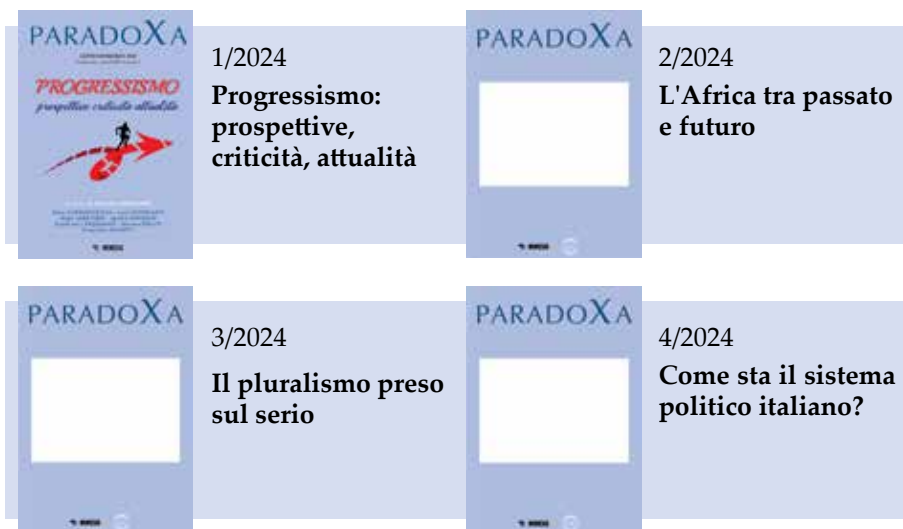 PARADOXA
PROGRESSISMO
1/2024
Progressismo:
prospettive,
criticità, attualità
PARADOXA
2/2024
L'Africa tra passato
e futuro
PARADOXA
3/2024
Il pluralismo preso
sul serio
PARADOXA
4/2024
Come sta il sistema
politico italiano?